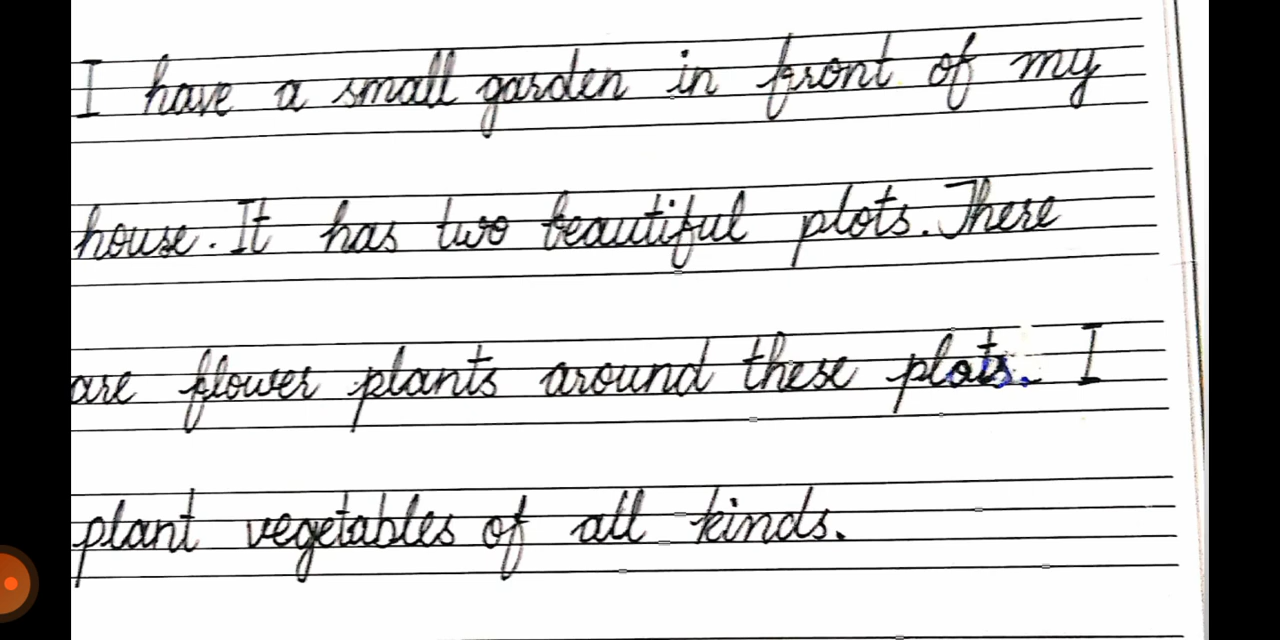 I have a small garden in front of my
house. It has two beautiful plots. There
are flower plants around these plots. I
plant vegetables of all kinds.